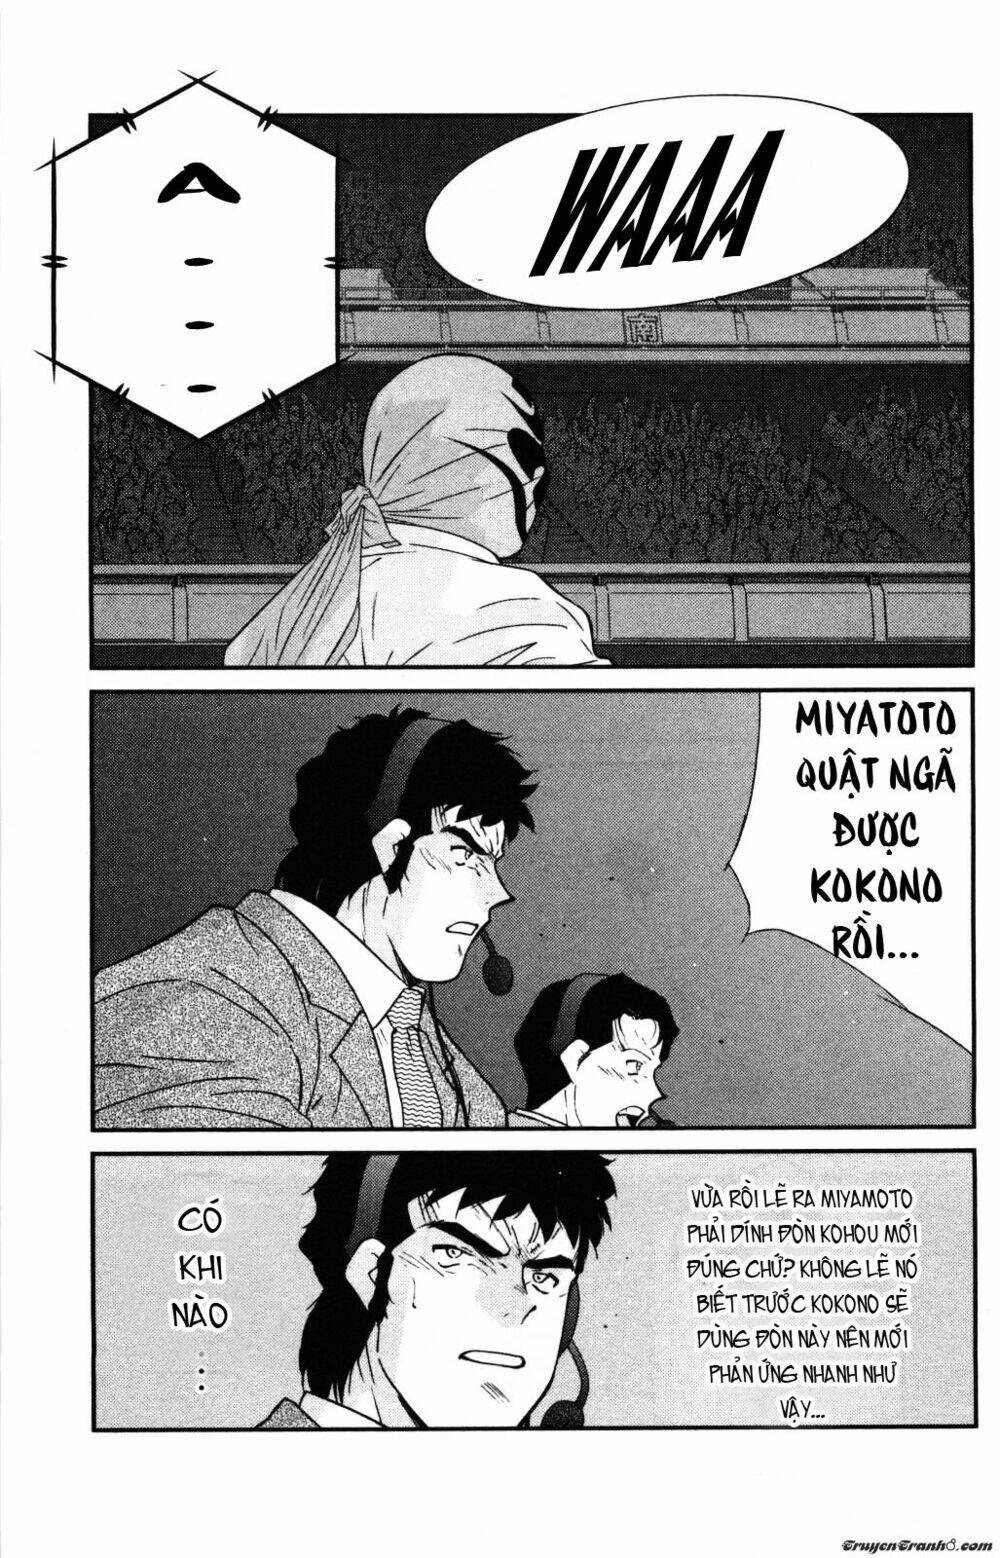 WAAA
A
-
-
-
南
MIYATOTO
QUẬT NGÃ
ĐƯỢC
KOKONO
RỒI...
VỪA RỒI LẼ RA MIYAMOTO
PHẢI DÍNH ĐÒN KOHOU MỚI
ĐÚNG CHỨ? KHÔNG LẼ NÓ
BIẾT TRƯỚC KOKONO SẼ
DÙNG ĐÒN NÀY NÊN MỚI
PHẢN ỨNG NHANH NHƯ
VẬY...
CÓ
KHI
NÀO
...
TruyenTranh8.com